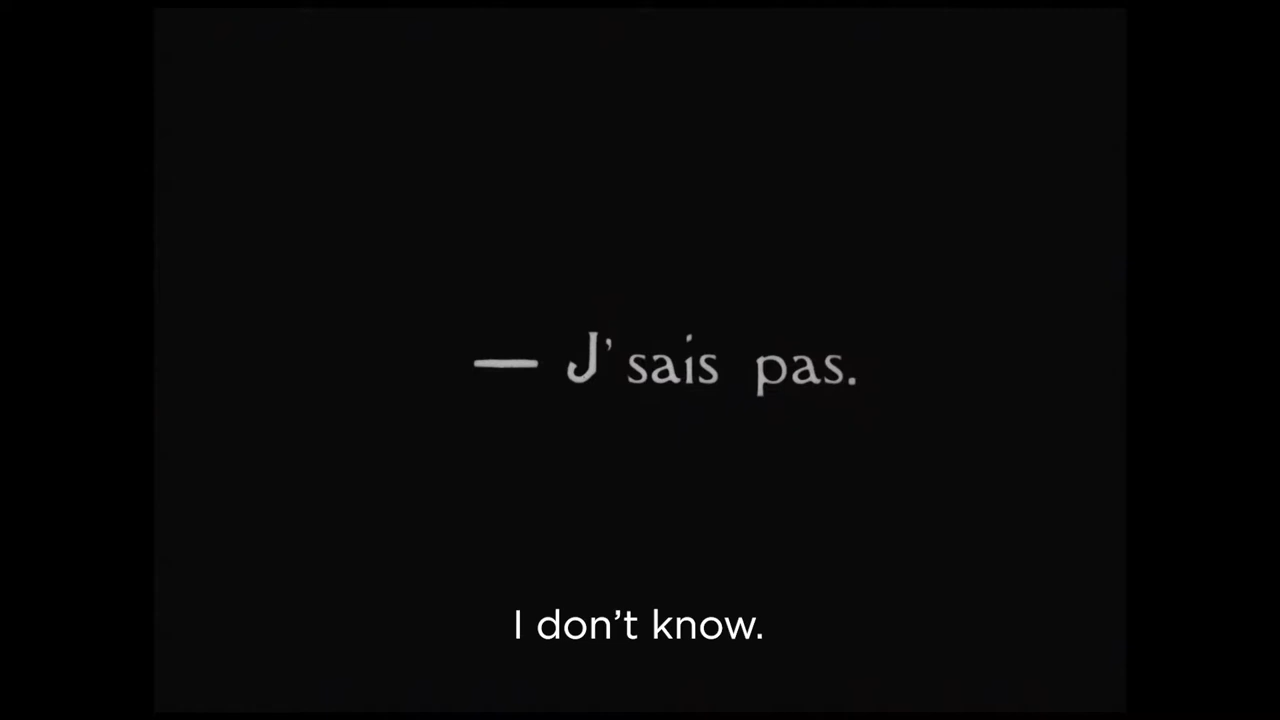 — J'sais pas.
I don't know.